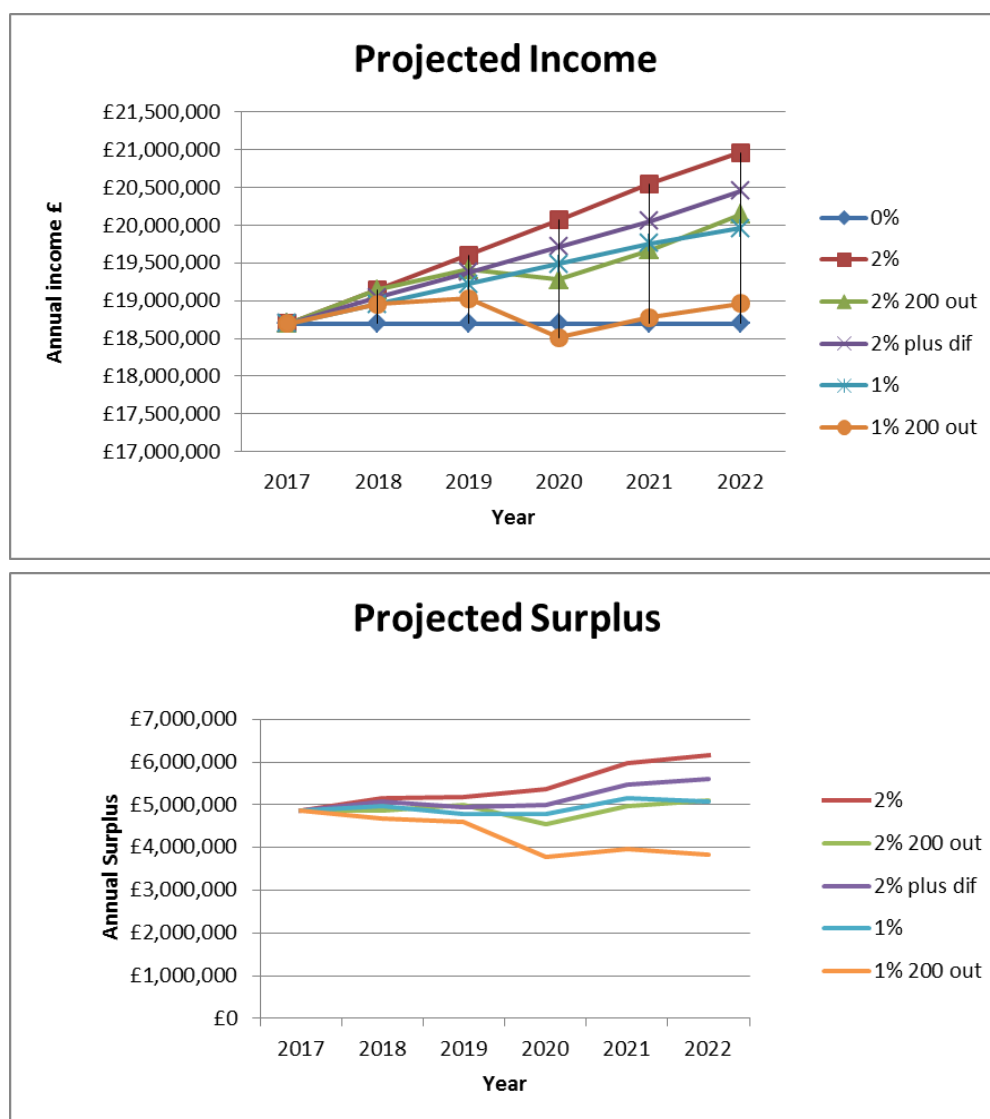 Projected Income
Annual income £
£21,500,000
£21,000,000
£20,500,000
£20,000,000
£19,500,000
£19,000,000
£18,500,000
£18,000,000
£17,500,000
£17,000,000
2017 2018 2019 2020 2021 2022
Year
0%
2%
2% 200 out
2% plus dif
1%
1% 200 out
Projected Surplus
Annual Surplus
£7,000,000
£6,000,000
£5,000,000
£4,000,000
£3,000,000
£2,000,000
£1,000,000
£0
2017 2018 2019 2020 2021 2022
Year
2%
2% 200 out
2% plus dif
1%
1% 200 out